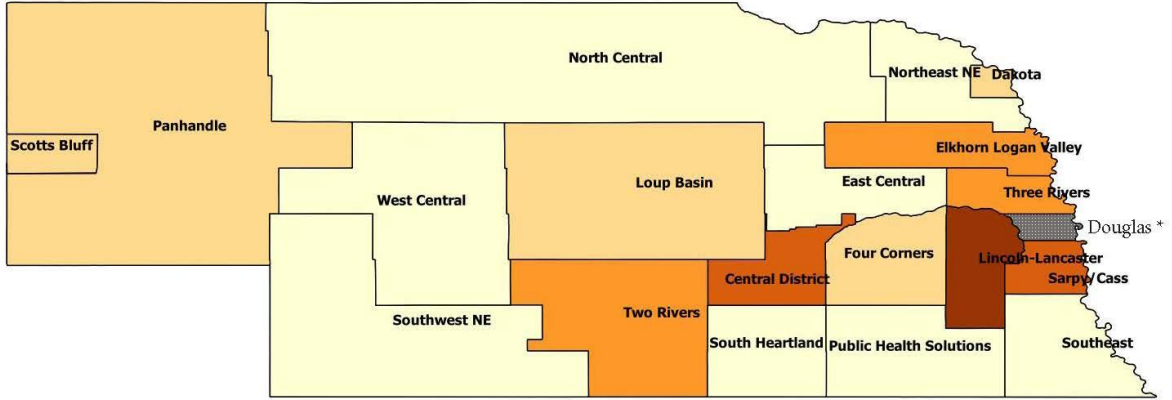 North Central
Northeast NE
Dakota
Panhandle
Scotts Bluff
Elkhorn Logan Valley
Loup Basin
East Central
West Central
Three Rivers
Douglas *
Four Corners
Lincoln-Lancaster
Central District
Sarpy/Cass
Two Rivers
Southwest NE
South Heartland
Public Health Solutions
Southeast